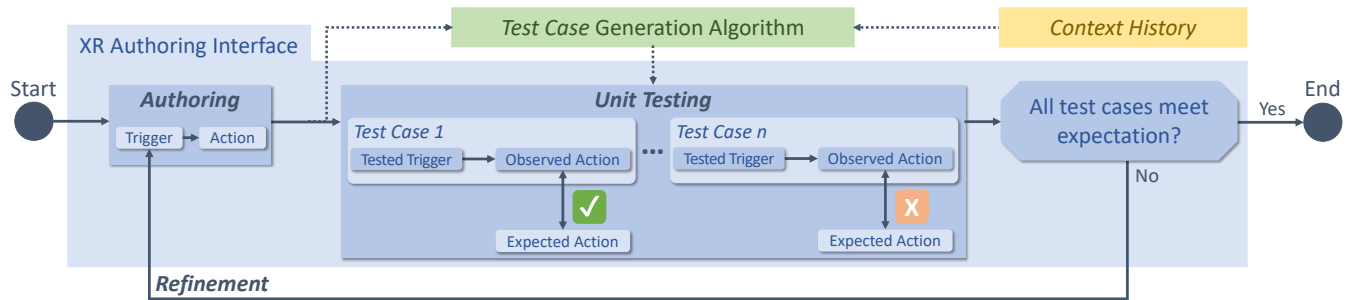 Test Case Generation Algorithm
Context History
XR Authoring Interface
Start
Authoring
Trigger
Action
Unit Testing
Test Case 1
Tested Trigger
Observed Action
Expected Action
...
Test Case n
Tested Trigger
Observed Action
X
Expected Action
All test cases meet
expectation?
Yes
End
No
Refinement